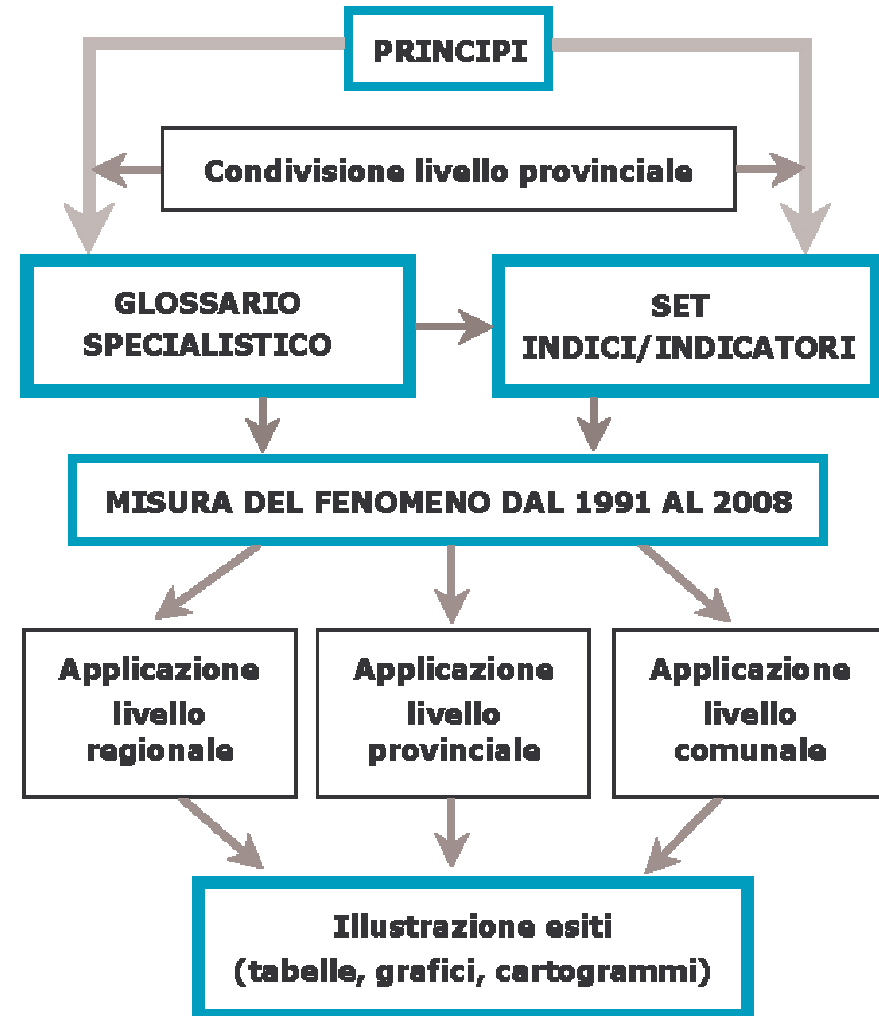 PRINCIPI
Condivisione livello provinciale
GLOSSARIO
SPECIALISTICO
SET
INDICI/INDICATORI
MISURA DEL FENOMENO DAL 1991 AL 2008
Applicazione
livello
regionale
Applicazione
livello
provinciale
Applicazione
livello
comunale
Illustrazione esiti
(tabelle, grafici, cartogrammi)